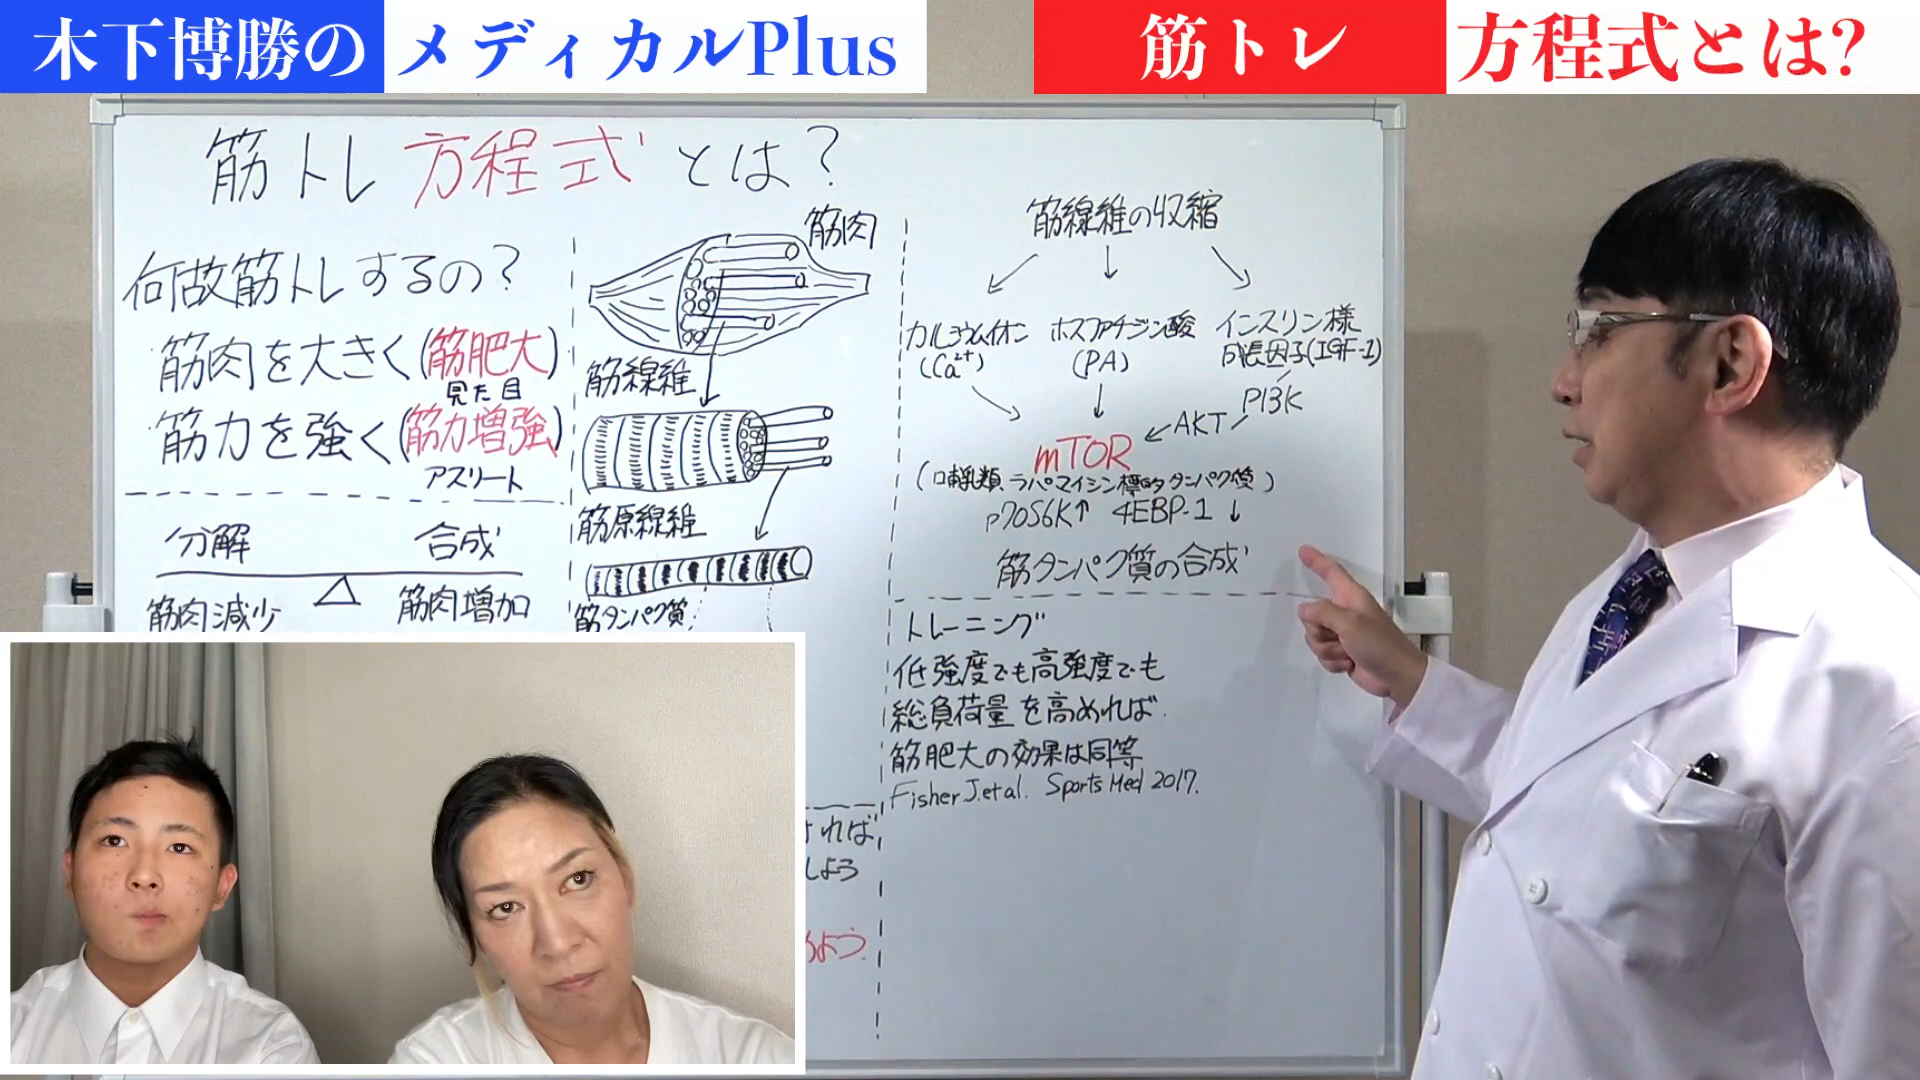 木下博勝の メディカルPlus
筋トレ 方程式とは?
筋トレ 方程式とは?
何故筋トレするの?
筋肉を大きく(筋肥大)
見た目
筋力を強く(筋力増強)
アスリート
分解 合成
筋肉減少 筋肉増加
筋肉
筋線維
筋原線維
筋タンパク質
ければ
しよう
めよう
筋線維の収縮
カルシウムイオン
(Ca²⁺)
ホスファチジン酸
(PA)
インスリン様
成長因子(IGF-1)
PI3K
AKT
mTOR
(哺乳類ラパマイシン標的タンパク質)
p70S6K↑ 4EBP-1↓
筋タンパク質の合成
トレーニング
低強度でも高強度でも
総負荷量を高めれば
筋肥大の効果は同等
Fisher J.et al. Sports Med 2017.